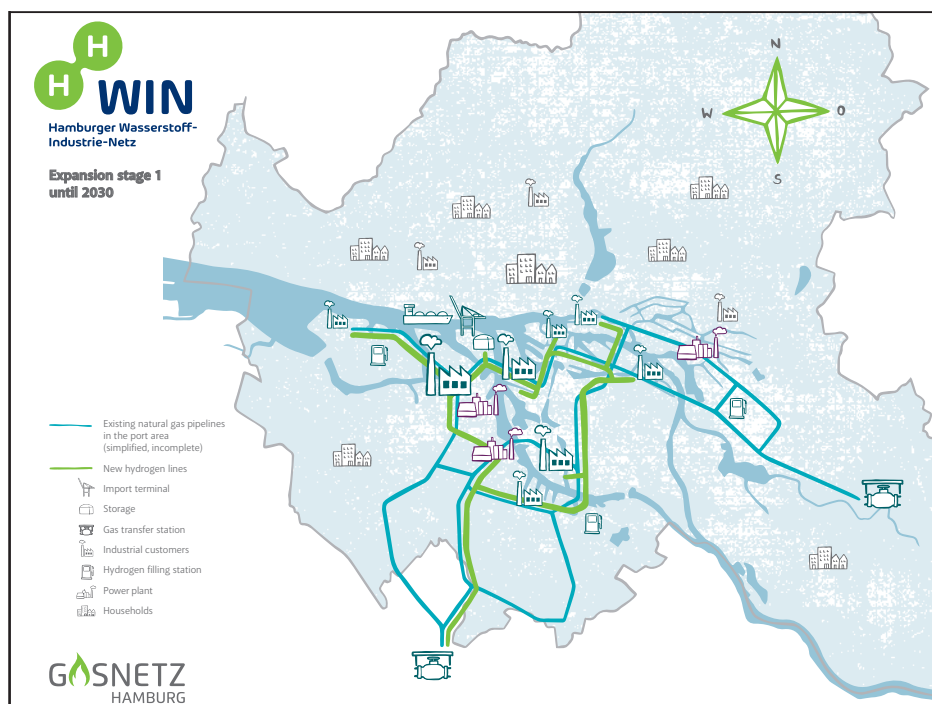 H
H
WIN
Hamburger Wasserstoff-
Industrie-Netz
Expansion stage 1
until 2030
N
W
O
S
Existing natural gas pipelines
in the port area
(simplified, incomplete)
New hydrogen lines
Import terminal
Storage
Gas transfer station
Industrial customers
Hydrogen filling station
Power plant
Households
GASNETZ
HAMBURG